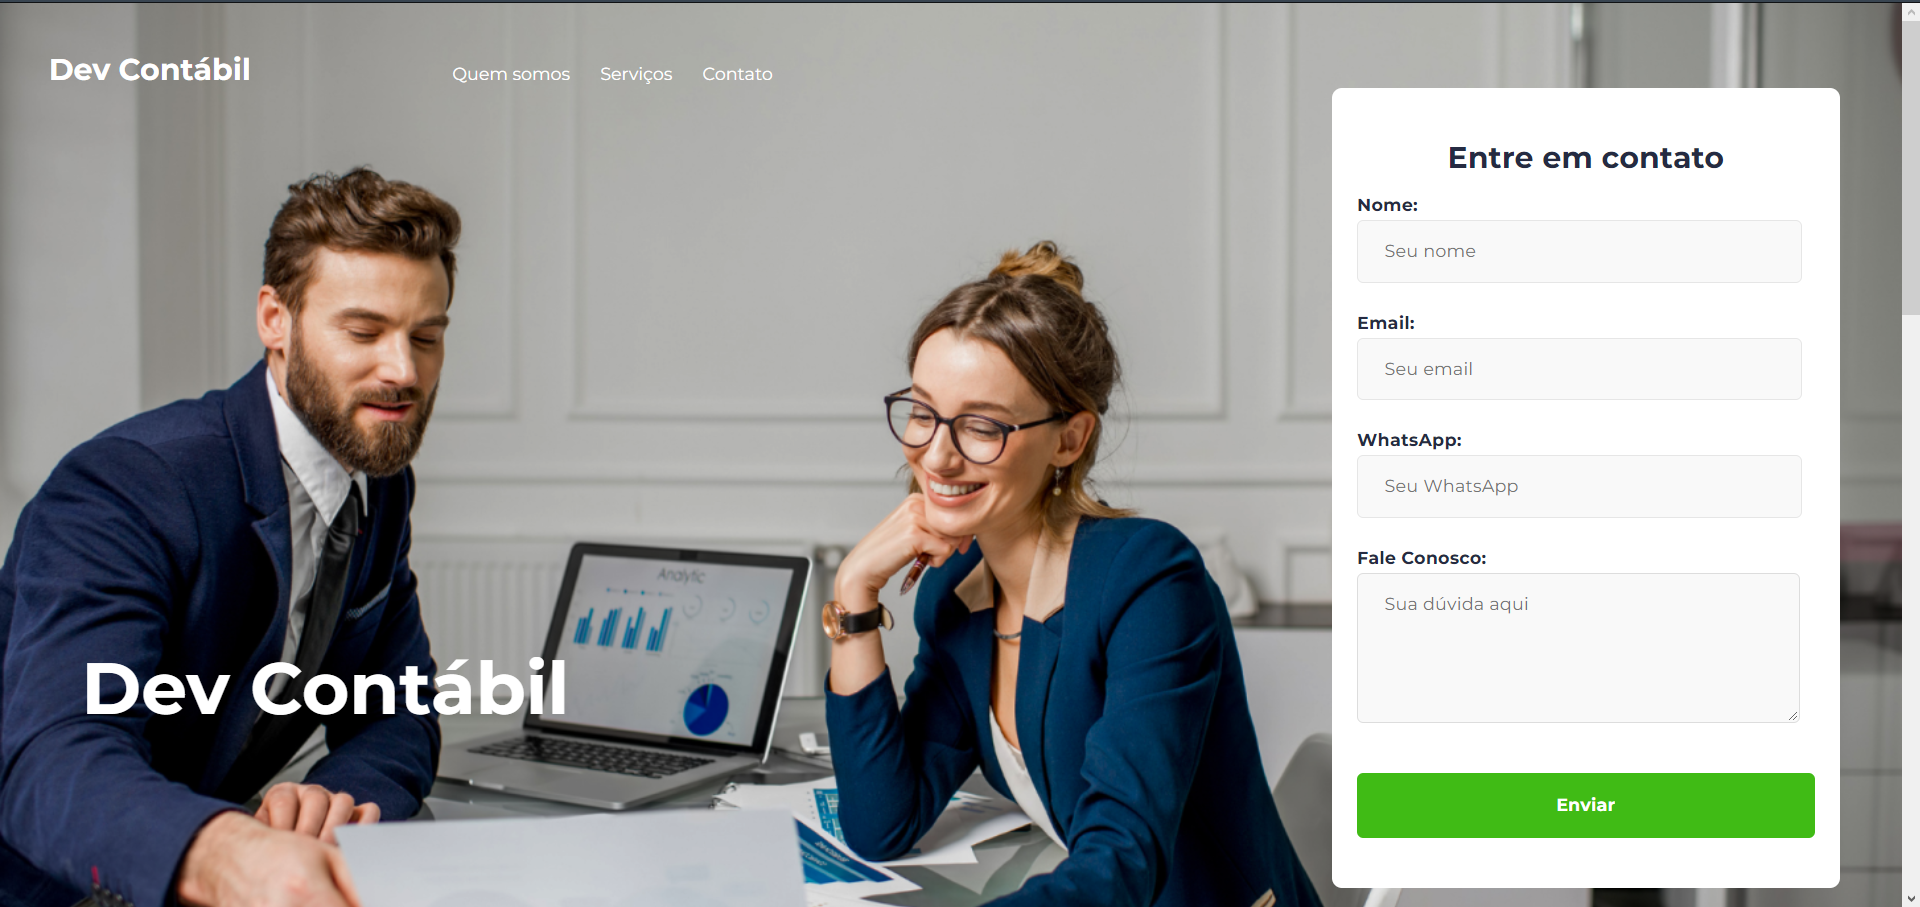 Dev Contábil
Quem somos Serviços Contato
Entre em contato
Nome:
Seu nome
Email:
Seu email
WhatsApp:
Seu WhatsApp
Fale Conosco:
Sua dúvida aqui
Enviar
Analytic
Dev Contábil